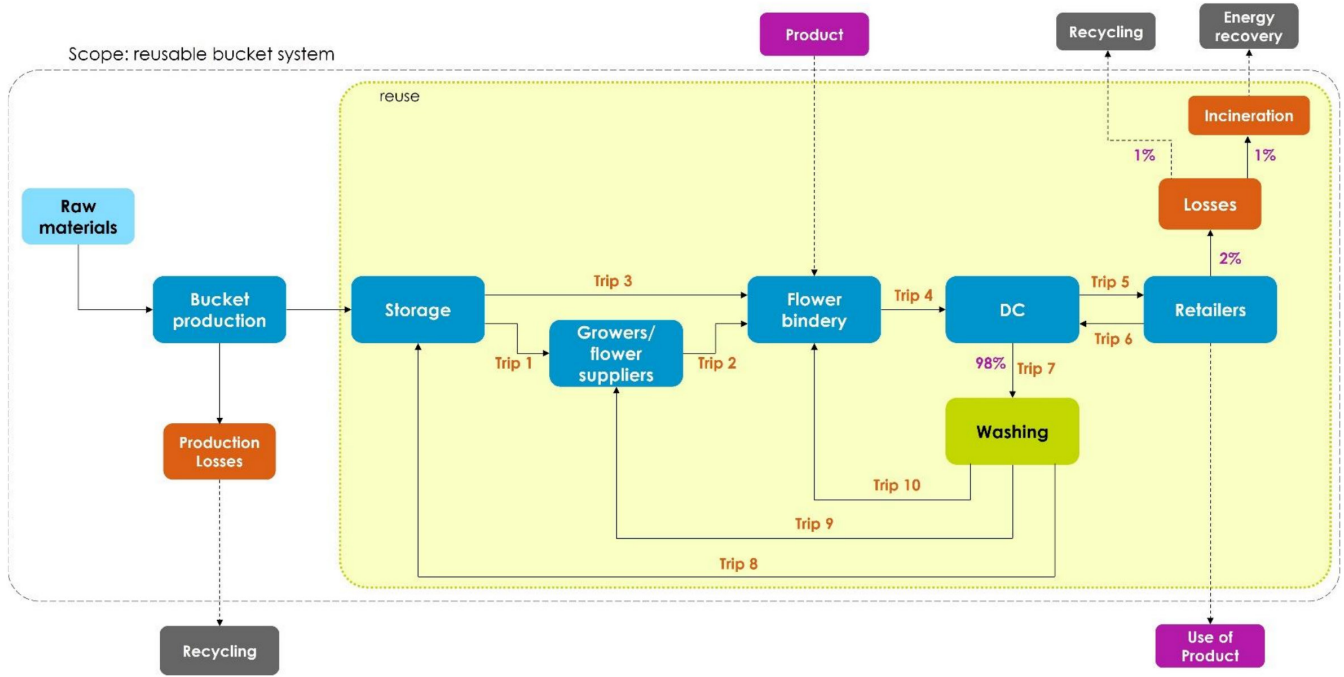 Scope: reusable bucket system
Product
Recycling
Energy
recovery
reuse
Incineration
1%
1%
Raw
materials
Losses
2%
Bucket
production
Storage
Trip 3
Flower
bindery
Trip 4
DC
Trip 5
Retailers
Trip 6
Growers/
flower
suppliers
Trip 1
Trip 2
98%
Trip 7
Production
Losses
Washing
Trip 10
Trip 9
Trip 8
Recycling
Use of
Product